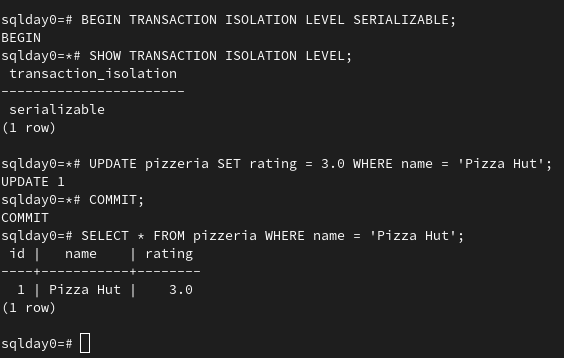 sqlday0=# BEGIN TRANSACTION ISOLATION LEVEL SERIALIZABLE;
BEGIN
sqlday0=*# SHOW TRANSACTION ISOLATION LEVEL;
 transaction_isolation
-----------------------
 serializable
(1 row)

sqlday0=*# UPDATE pizzeria SET rating = 3.0 WHERE name = 'Pizza Hut';
UPDATE 1
sqlday0=*# COMMIT;
COMMIT
sqlday0=# SELECT * FROM pizzeria WHERE name = 'Pizza Hut';
 id |   name    | rating
----+-----------+--------
  1 | Pizza Hut |    3.0
(1 row)

sqlday0=#